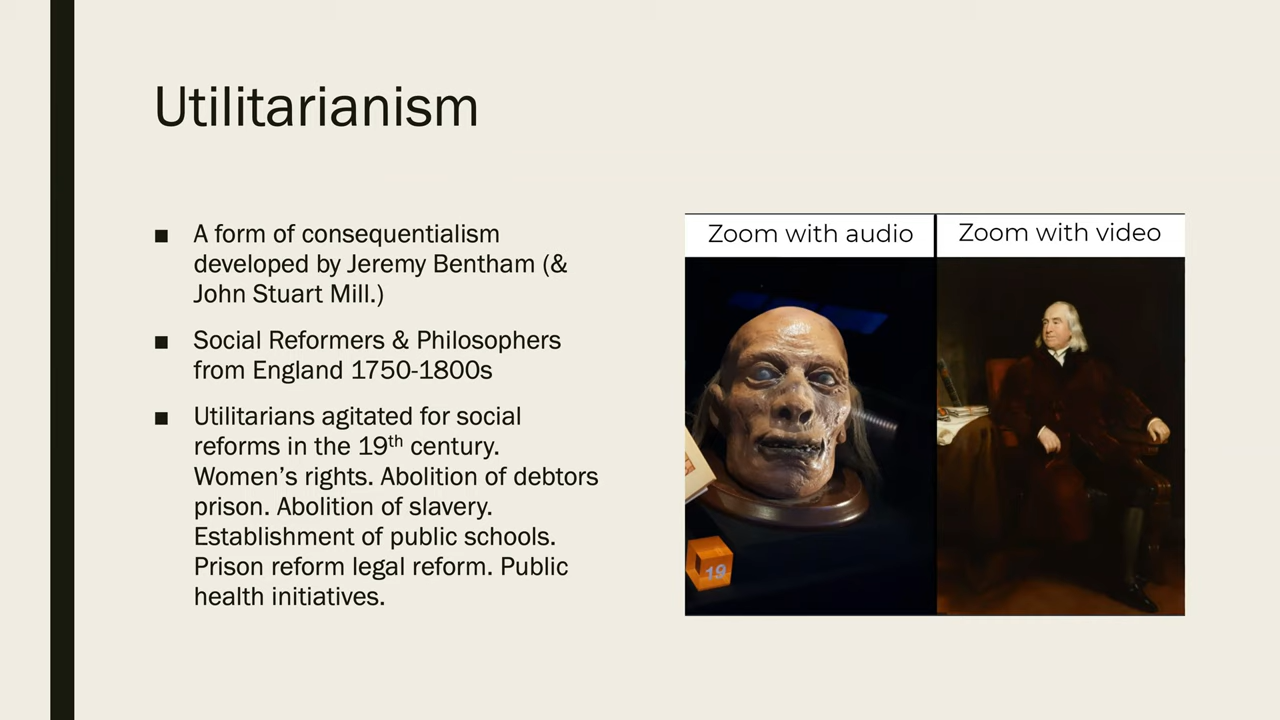 Utilitarianism
■ A form of consequentialism
developed by Jeremy Bentham (&
John Stuart Mill.)
■ Social Reformers & Philosophers
from England 1750-1800s
■ Utilitarians agitated for social
reforms in the 19th century.
Women's rights. Abolition of debtors
prison. Abolition of slavery.
Establishment of public schools.
Prison reform legal reform. Public
health initiatives.
Zoom with audio
Zoom with video
19